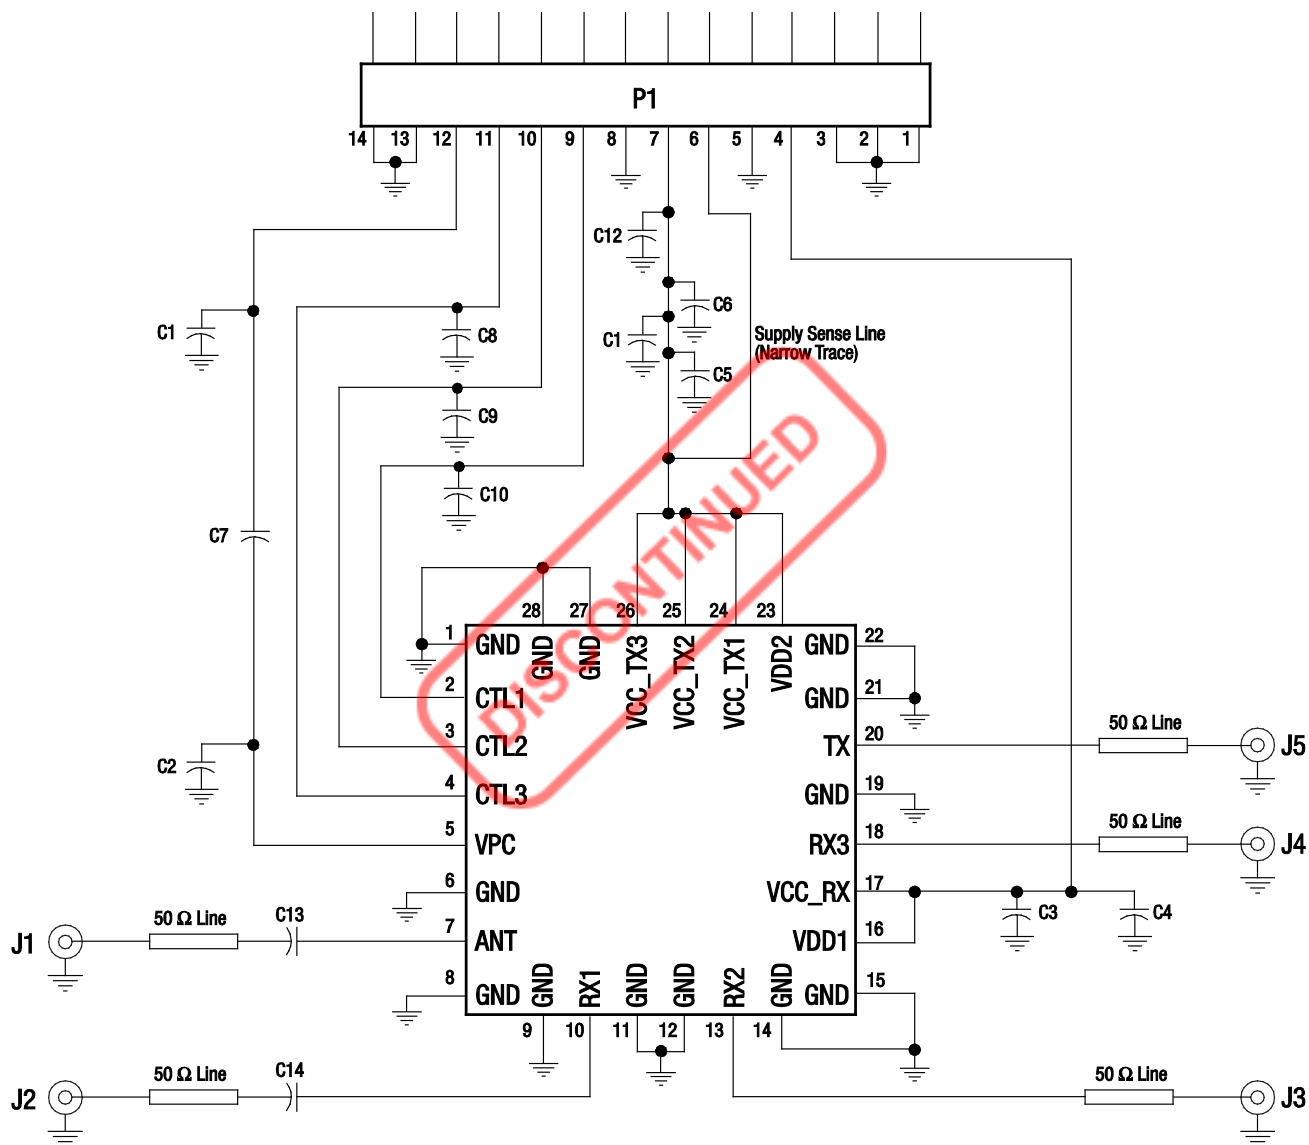 P1
14 13 12 11 10 9 8 7 6 5 4 3 2 1
C12
C6
C1
C8
C1
Supply Sense Line
(Narrow Trace)
C5
C9
C10
C7
DISCONTINUED
28 27 26 25 24 23
1 GND
GND
GND
VCC_TX3
VCC_TX2
VCC_TX1
VDD2
GND 22
2 CTL1
GND 21
3 CTL2
TX 20
50 Ω Line
J5
C2
4 CTL3
GND 19
5 VPC
RX3 18
50 Ω Line
J4
6 GND
VCC_RX 17
C3
C4
J1
50 Ω Line
C13
7 ANT
VDD1 16
8 GND
GND
RX1
GND
GND
RX2
GND
GND 15
9 10 11 12 13 14
J2
50 Ω Line
C14
50 Ω Line
J3